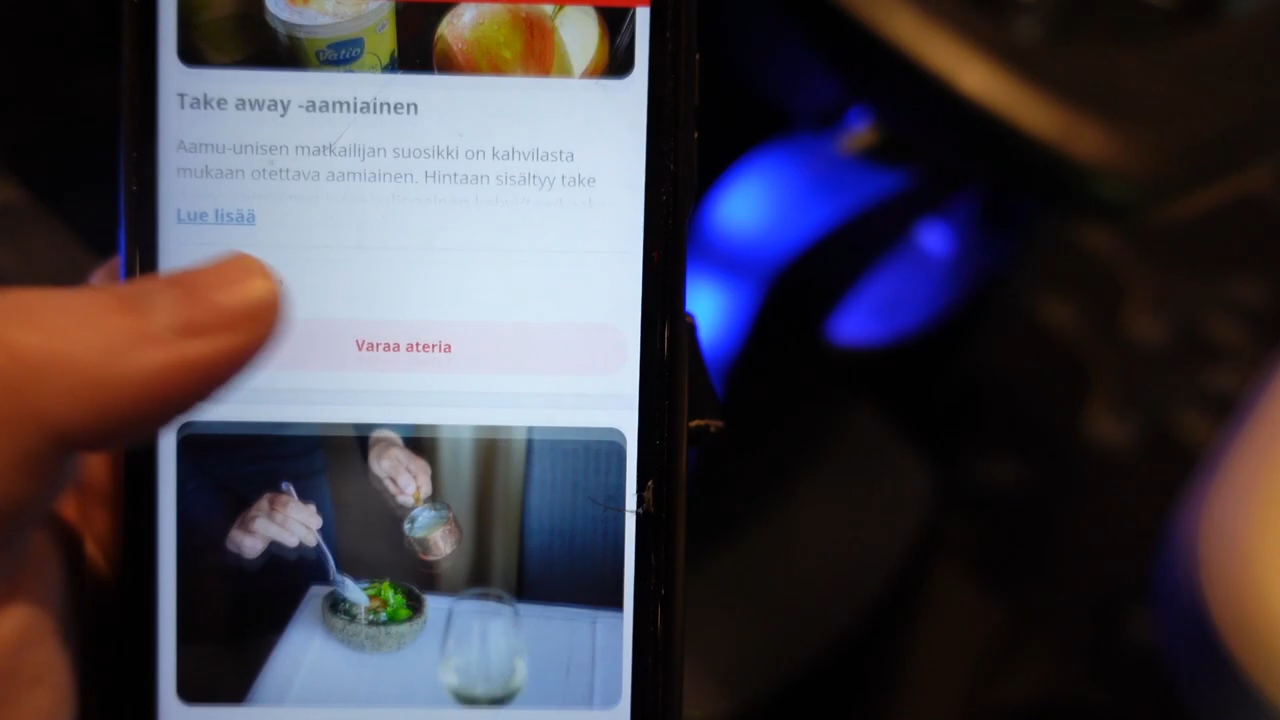 Valio
Take away -aamiainen
Aamu-unisen matkailijan suosikki on kahvilasta
mukaan otettava aamiainen. Hintaan sisältyy take
Lue lisää
Varaa ateria